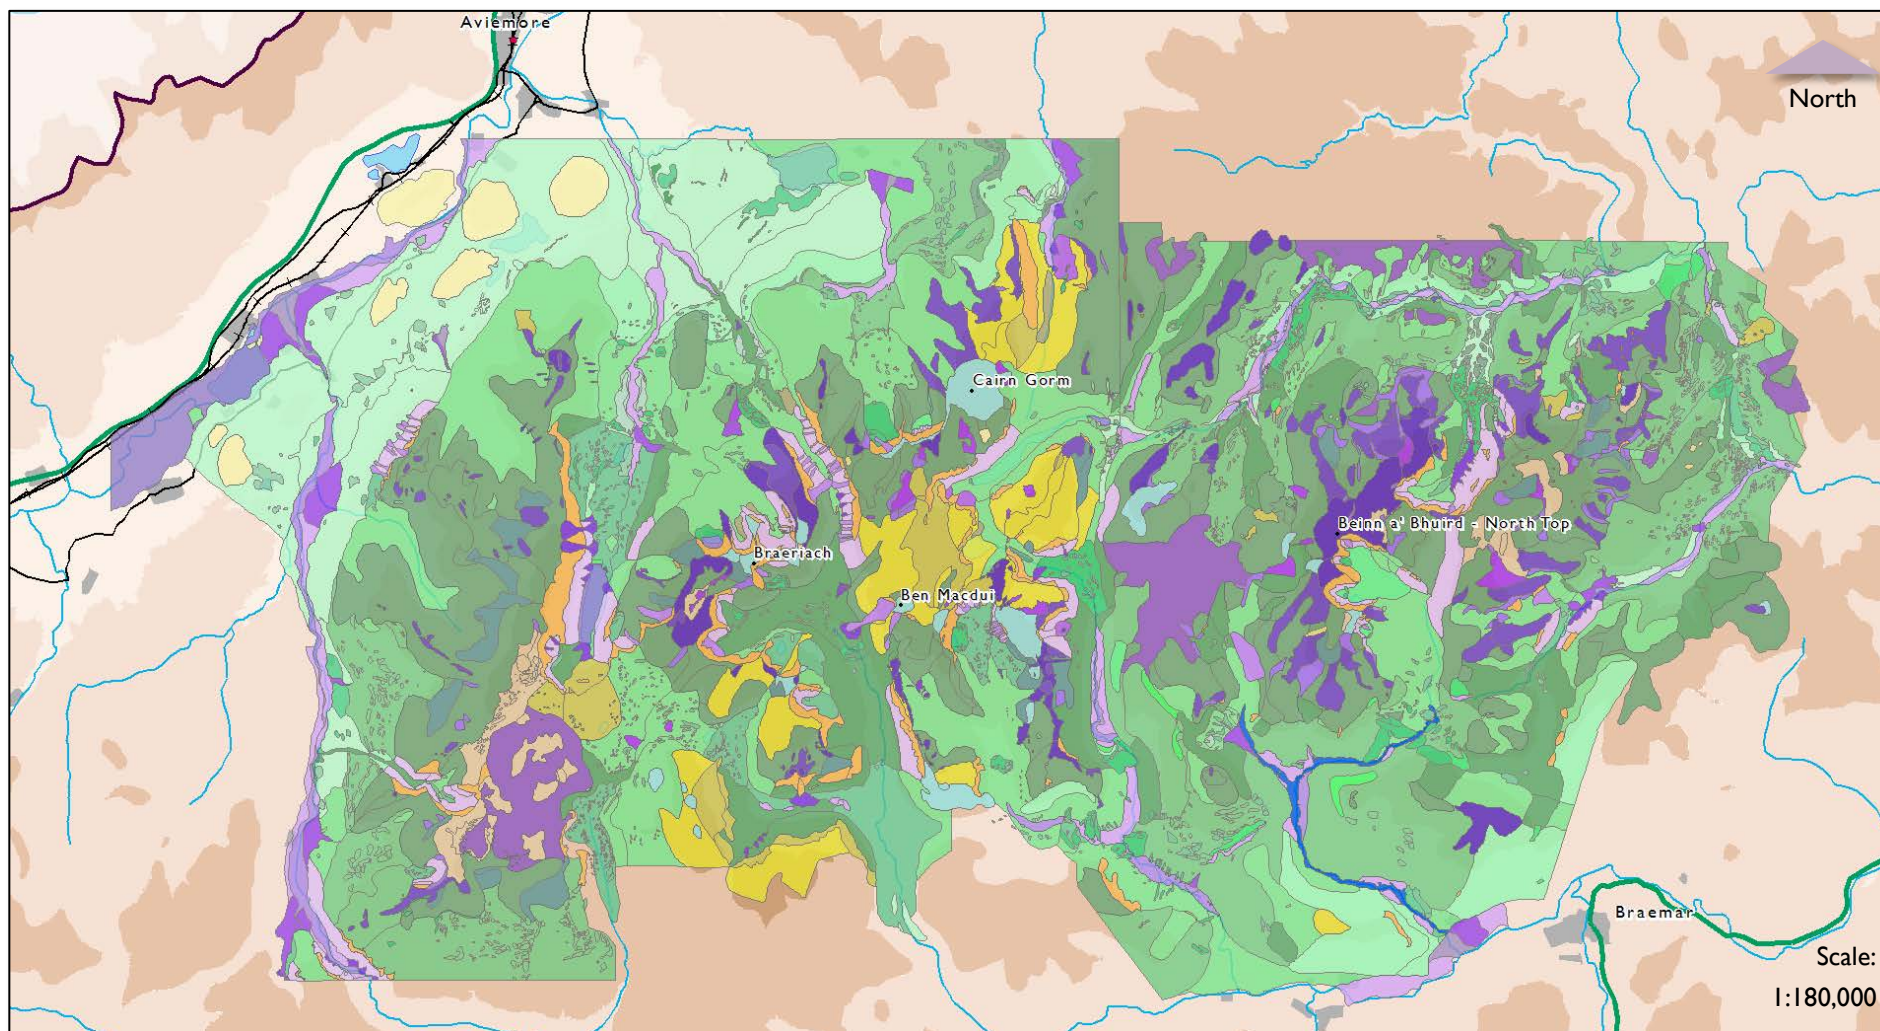 Aviemore
North
Cairn Gorm
Beinn a' Bhuird - North Top
Braeriach
Ben Macdui
Braemar
Scale:
1:180,000